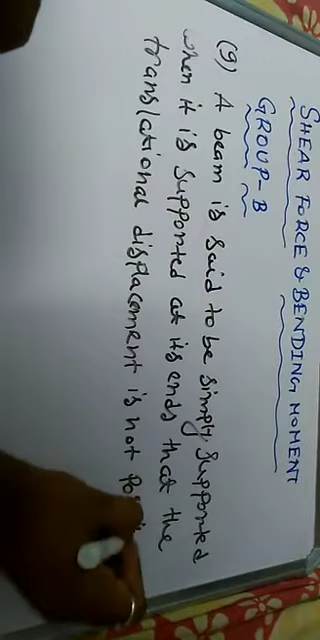 SHEAR FORCE & BENDING MOMENT
GROUP-B
(9) A beam is said to be simply supported
when it is supported at its ends that the
translational displacement is not